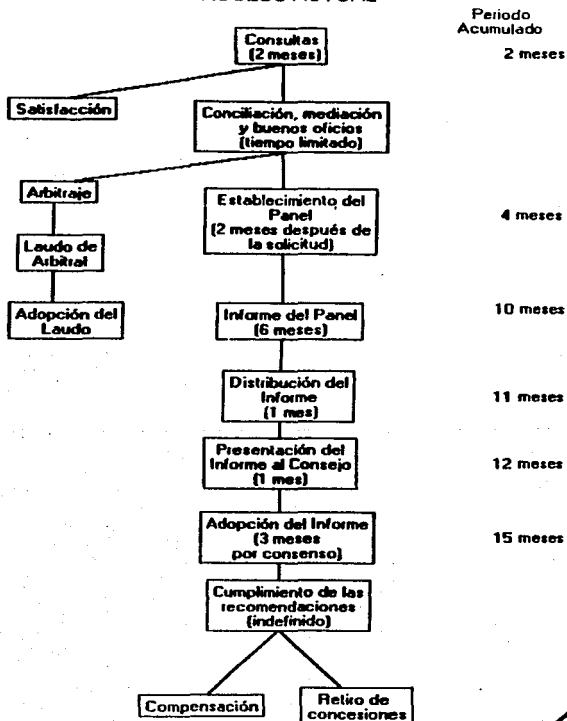 Periodo
Acumulado
Consultas
(2 meses)
2 meses
Satisfacción
Conciliación, mediación
y buenos oficios
(tiempo limitado)
Arbitraje
Establecimiento del
Panel
(2 meses después de
la solicitud)
4 meses
Laudo de
Arbitral
Adopción del
Laudo
Informe del Panel
(6 meses)
10 meses
Distribución del
Informe
(1 mes)
11 meses
Presentación del
Informe al Consejo
(1 mes)
12 meses
Adopción del Informe
(3 meses
por consenso)
15 meses
Cumplimiento de las
recomendaciones
(indefinido)
Compensación
Retiro de
concesiones